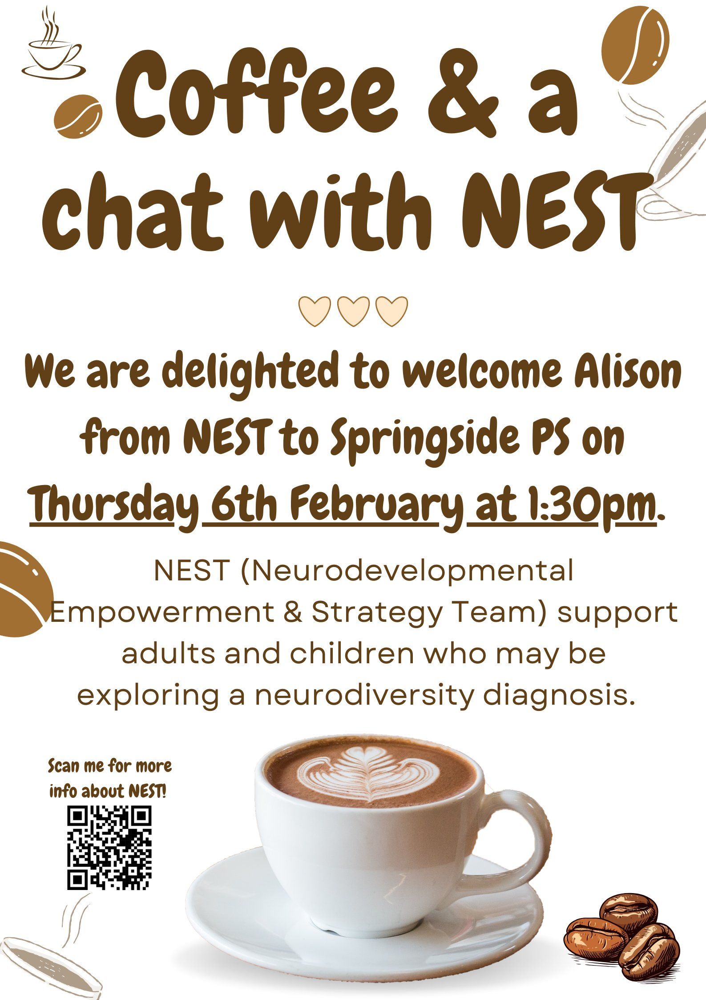 Coffee & a
chat with NEST
We are delighted to welcome Alison
from NEST to Springside PS on
Thursday 6th February at 1:30pm.
NEST (Neurodevelopmental
Empowerment & Strategy Team) support
adults and children who may be
exploring a neurodiversity diagnosis.
Scan me for more
info about NEST!